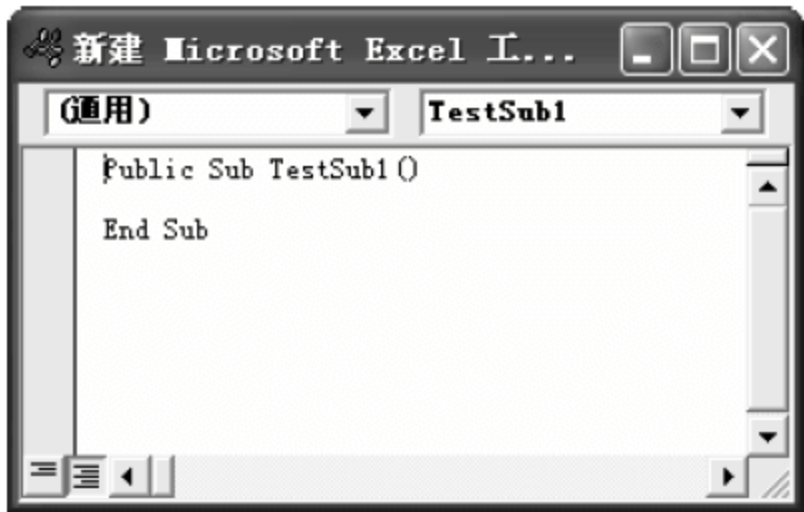 新建 Microsoft Excel 工...
(通用)
TestSub1
Public Sub TestSub1()
End Sub